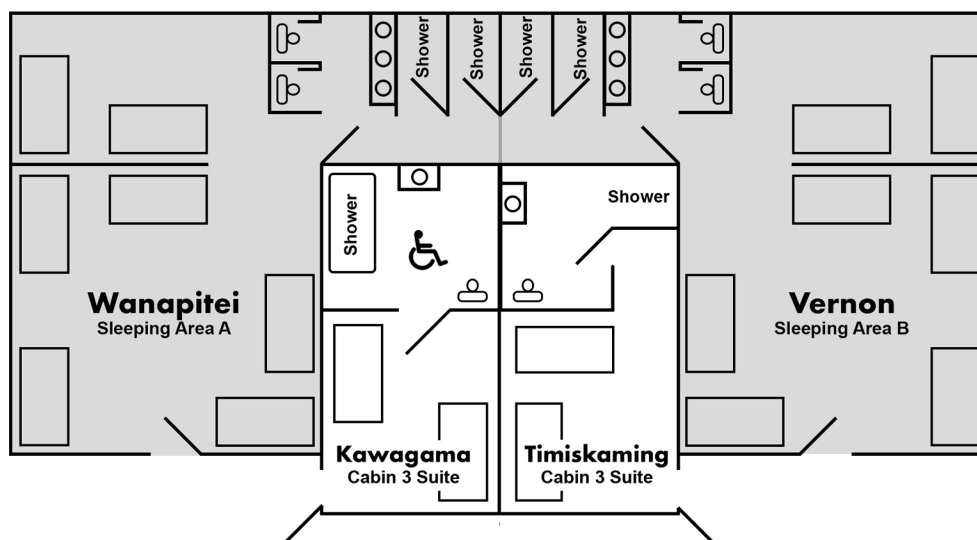 Shower
Shower
Shower
Shower
Shower
Shower
Wanapitei
Sleeping Area A
Vernon
Sleeping Area B
Kawagama
Cabin 3 Suite
Timiskaming
Cabin 3 Suite